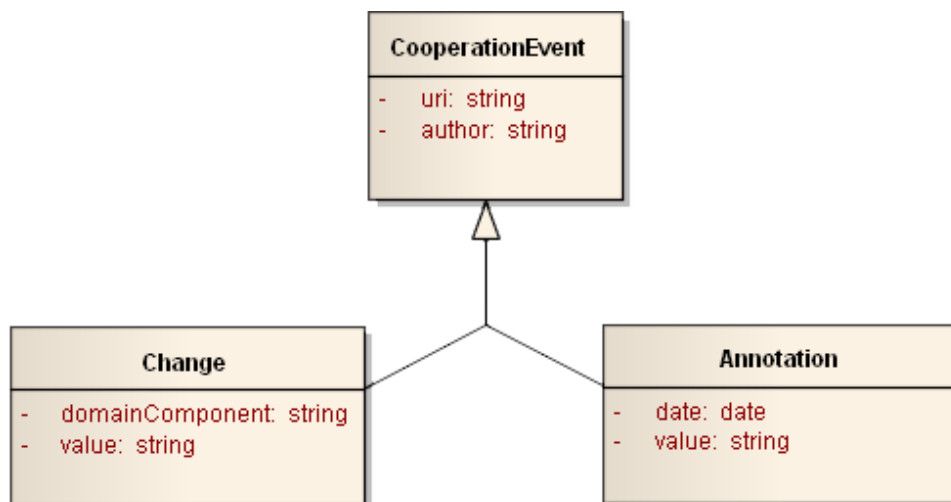 CooperationEvent
- uri: string
- author: string
Change
- domainComponent: string
- value: string
Annotation
- date: date
- value: string